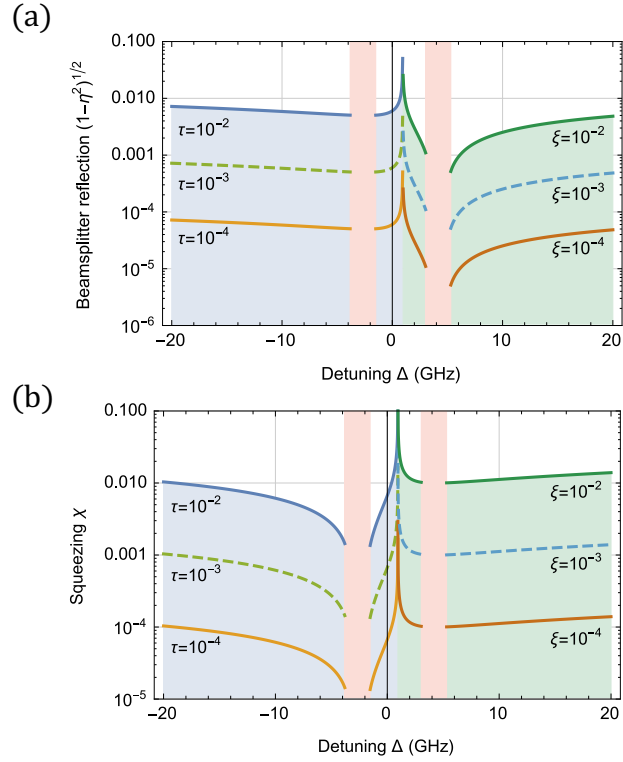 (a)
Beamsplitter reflection (1−η²)^1/2
0.100
0.010
0.001
10⁻⁴
10⁻⁵
10⁻⁶
τ=10⁻²
τ=10⁻³
τ=10⁻⁴
ξ=10⁻²
ξ=10⁻³
ξ=10⁻⁴
−20 −10 0 10 20
Detuning Δ (GHz)
(b)
Squeezing χ
0.100
0.010
0.001
10⁻⁴
10⁻⁵
τ=10⁻²
τ=10⁻³
τ=10⁻⁴
ξ=10⁻²
ξ=10⁻³
ξ=10⁻⁴
−20 −10 0 10 20
Detuning Δ (GHz)